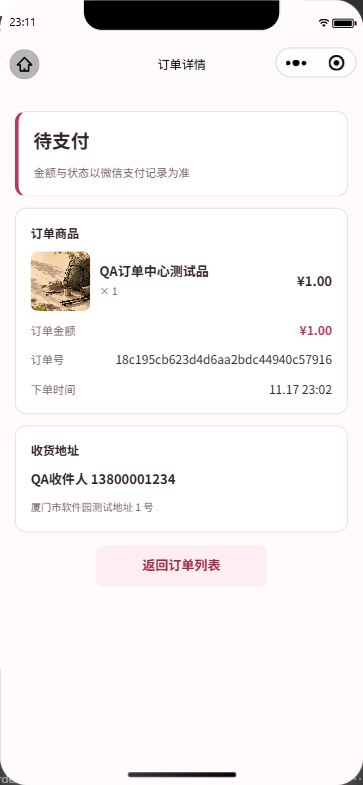 23:11
订单详情
待支付
金额与状态以微信支付记录为准
订单商品
QA订单中心测试品
¥1.00
× 1
订单金额 ¥1.00
订单号 18c195cb623d4d6aa2bdc44940c57916
下单时间 11.17 23:02
收货地址
QA收件人 13800001234
厦门市软件园测试地址 1 号
返回订单列表